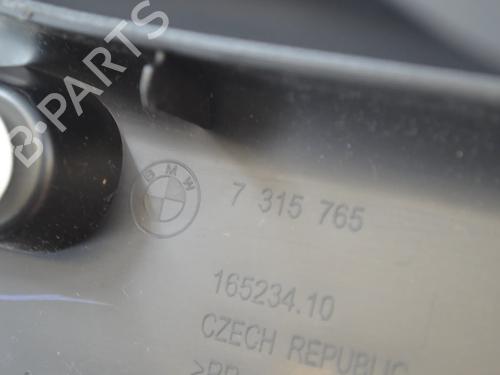 B-PARTS
BMW
7 315 765
165234.10
CZECH REPUBLIC